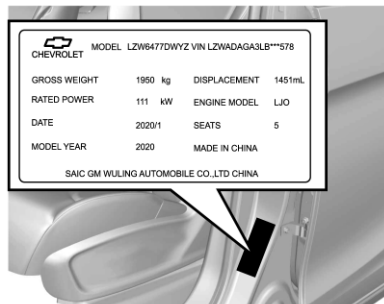 CHEVROLET MODEL LZW6477DWYZ VIN LZWADAGA3LB***578
GROSS WEIGHT 1950 kg DISPLACEMENT 1451mL
RATED POWER 111 kW ENGINE MODEL LJO
DATE 2020/1 SEATS 5
MODEL YEAR 2020 MADE IN CHINA
SAIC GM WULING AUTOMOBILE CO.,LTD CHINA